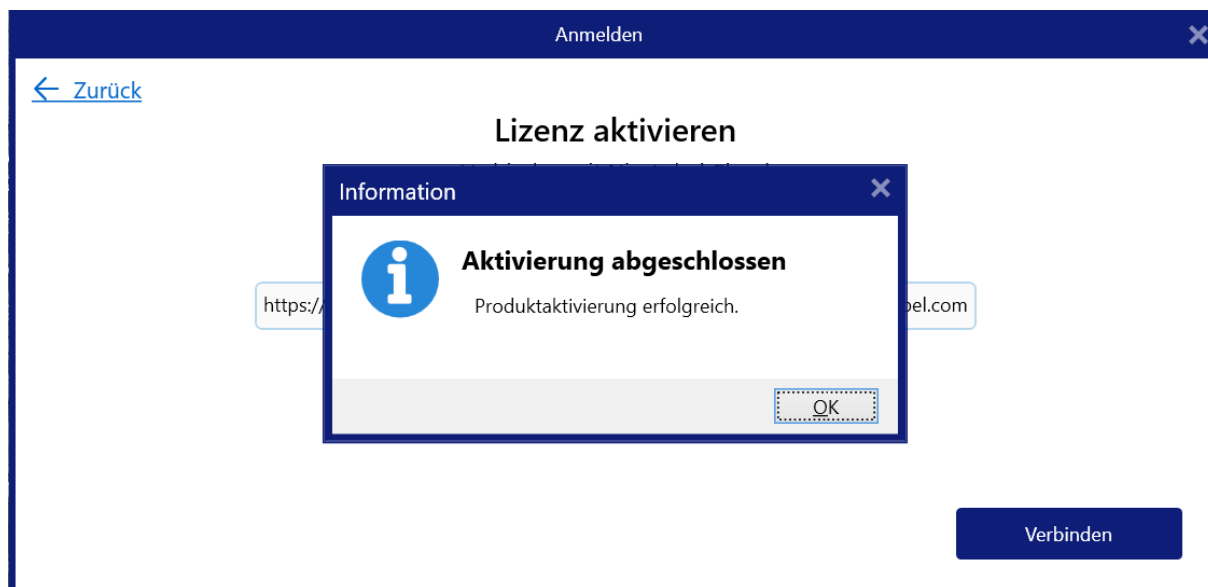 Anmelden
← Zurück
Lizenz aktivieren
Information
Aktivierung abgeschlossen
Produktaktivierung erfolgreich.
https://
bel.com
OK
Verbinden